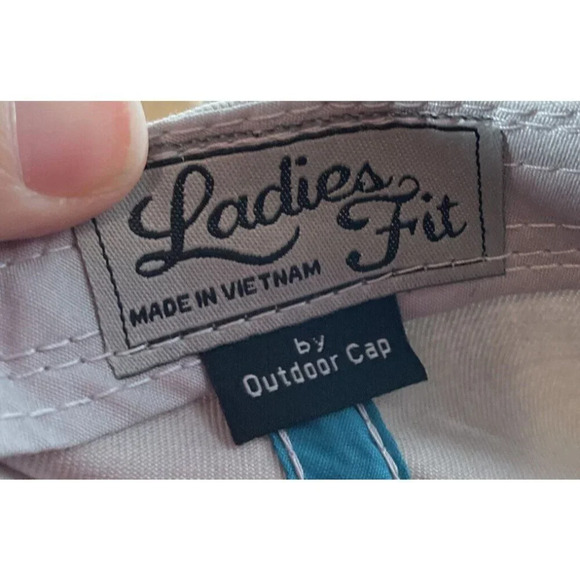 Ladies Fit
MADE IN VIETNAM
by
Outdoor Cap